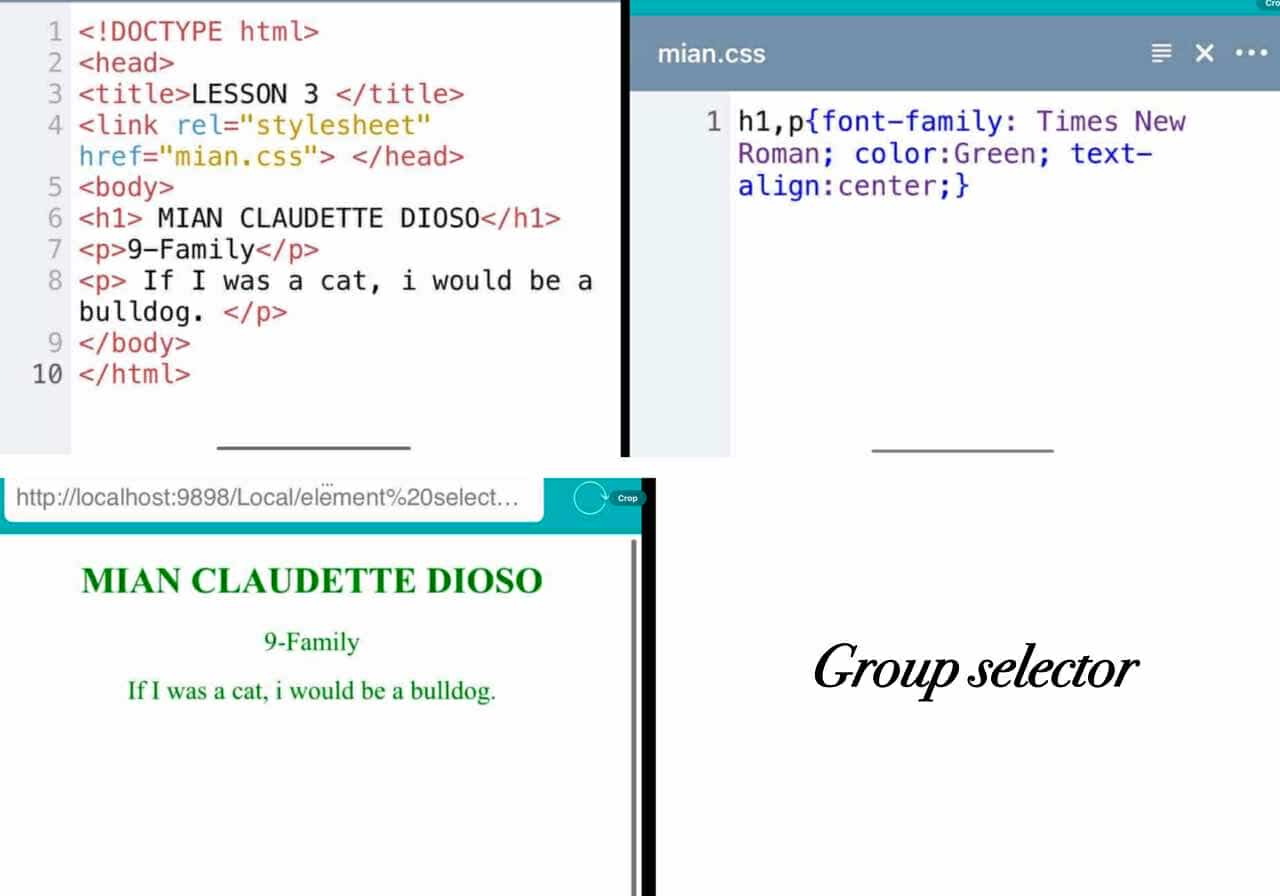 1 <!DOCTYPE html>
2 <head>
3 <title>LESSON 3 </title>
4 <link rel="stylesheet"
href="mian.css"> </head>
5 <body>
6 <h1> MIAN CLAUDETTE DIOSO</h1>
7 <p>9-Family</p>
8 <p> If I was a cat, i would be a
bulldog. </p>
9 </body>
10 </html>
Cro
mian.css
1 h1,p{font-family: Times New
Roman; color:Green; text-
align:center;}
http://localhost:9898/Local/element%20select...
Crop
MIAN CLAUDETTE DIOSO
9-Family
If I was a cat, i would be a bulldog.
Group selector